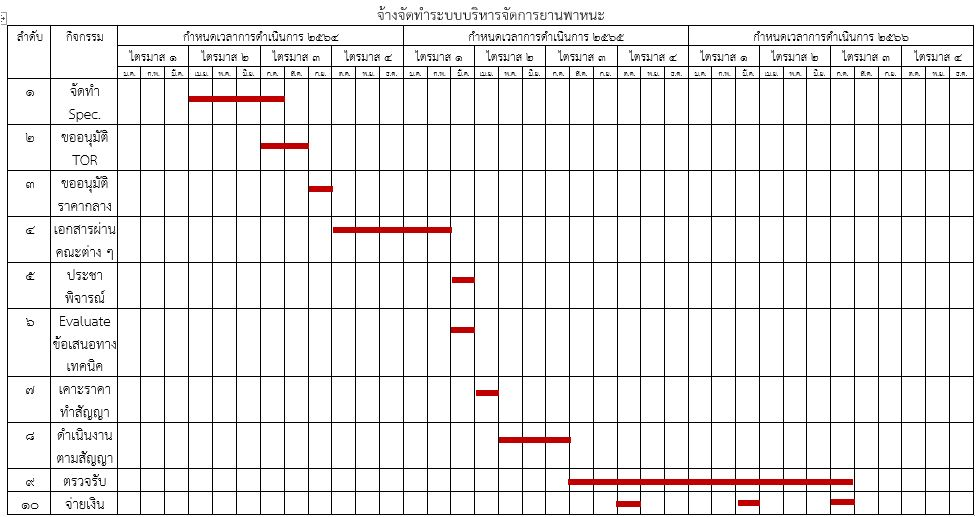 จ้างจัดทำระบบบริหารจัดการยานพาหนะ
ลำดับ กิจกรรม กำหนดเวลาการดำเนินการ ๒๕๖๔ กำหนดเวลาการดำเนินการ ๒๕๖๕ กำหนดเวลาการดำเนินการ ๒๕๖๖
ไตรมาส ๑ ไตรมาส ๒ ไตรมาส ๓ ไตรมาส ๔ ไตรมาส ๑ ไตรมาส ๒ ไตรมาส ๓ ไตรมาส ๔ ไตรมาส ๑ ไตรมาส ๒ ไตรมาส ๓ ไตรมาส ๔
ม.ค. ก.พ. มี.ค. เม.ย. พ.ค. มิ.ย. ก.ค. ส.ค. ก.ย. ต.ค. พ.ย. ธ.ค. ม.ค. ก.พ. มี.ค. เม.ย. พ.ค. มิ.ย. ก.ค. ส.ค. ก.ย. ต.ค. พ.ย. ธ.ค. ม.ค. ก.พ. มี.ค. เม.ย. พ.ค. มิ.ย. ก.ค. ส.ค. ก.ย. ต.ค. พ.ย. ธ.ค.
๑ จัดทำ
Spec.
๒ ขออนุมัติ
TOR
๓ ขออนุมัติ
ราคากลาง
๔ เอกสารผ่าน
คณะต่าง ๆ
๕ ประชา
พิจารณ์
๖ Evaluate
ข้อเสนอทาง
เทคนิค
๗ เคาะราคา
ทำสัญญา
๘ ดำเนินงาน
ตามสัญญา
๙ ตรวจรับ
๑๐ จ่ายเงิน